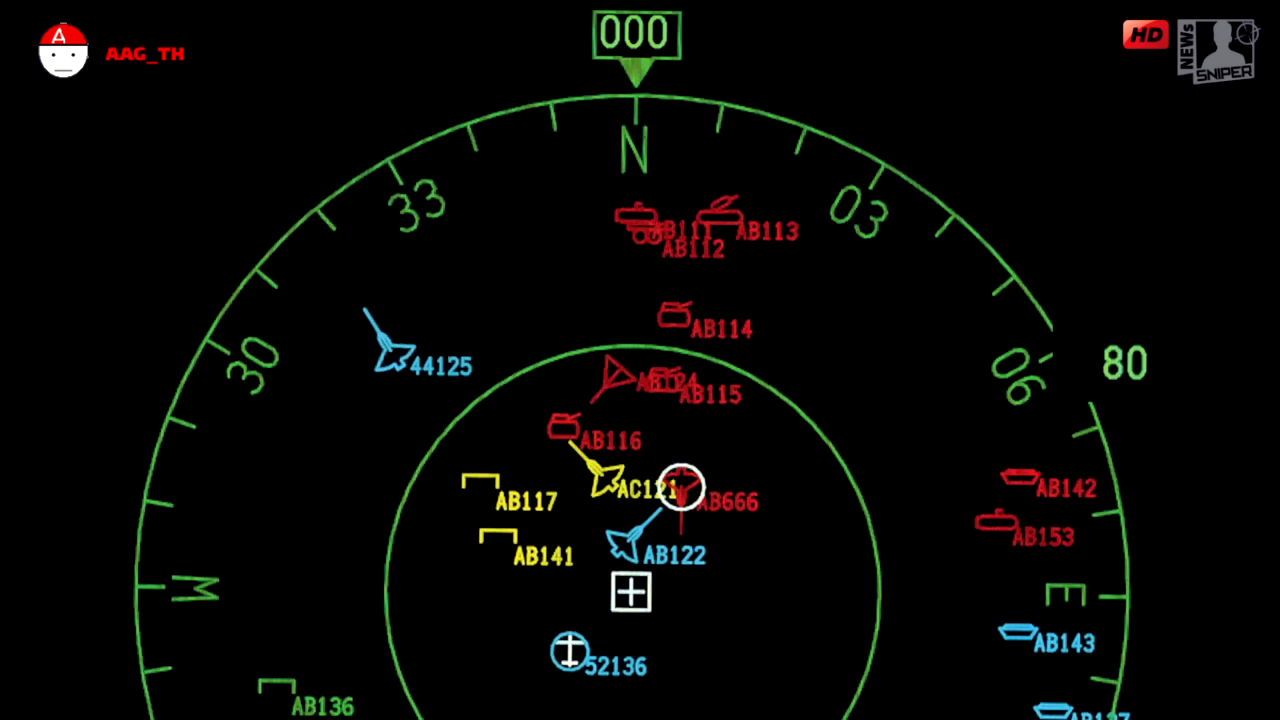 000
A
AAG_TH
HD
NEWS
SNIPER
N
33
03
AB111
AB113
AB112
AB114
30
44125
06
80
AB124
AB115
AB116
AC121
AB117
AB666
AB142
AB153
AB141
AB122
W
E
AB143
52136
AB136
AB137